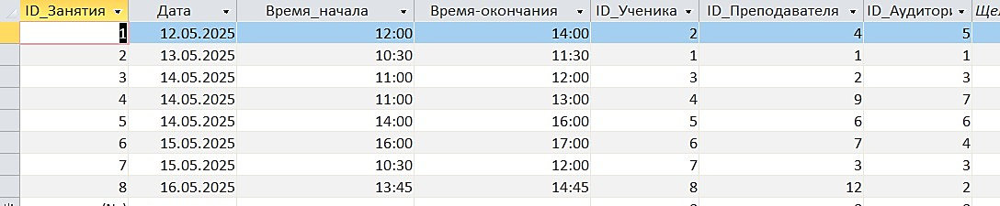 ID_Занятия Дата Время_начала Время-окончания ID_Ученика ID_Преподавателя ID_Аудитори Щел
1 12.05.2025 12:00 14:00 2 4 5
2 13.05.2025 10:30 11:30 1 1 1
3 14.05.2025 11:00 12:00 3 2 3
4 14.05.2025 11:00 13:00 4 9 7
5 14.05.2025 14:00 16:00 5 6 6
6 15.05.2025 16:00 17:00 6 7 4
7 15.05.2025 10:30 12:00 7 3 3
8 16.05.2025 13:45 14:45 8 12 2